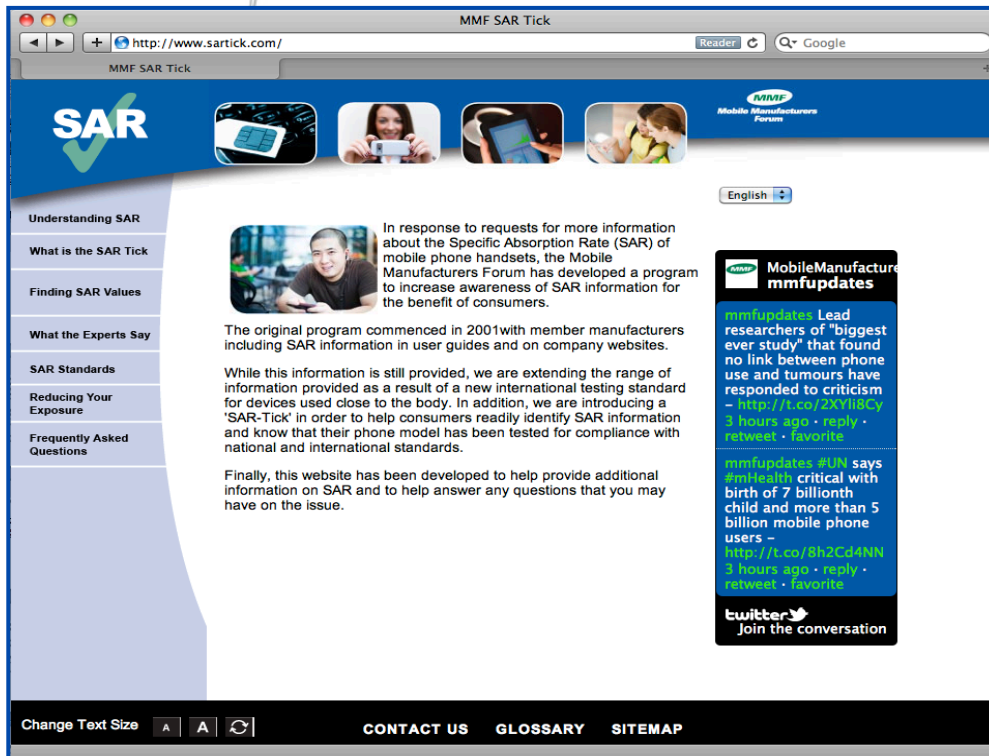 MMF SAR Tick
http://www.sartick.com/
Reader
Google
MMF SAR Tick
SAR
MMF
Mobile Manufacturers
Forum
English
Understanding SAR
What is the SAR Tick
Finding SAR Values
What the Experts Say
SAR Standards
Reducing Your
Exposure
Frequently Asked
Questions
In response to requests for more information
about the Specific Absorption Rate (SAR) of
mobile phone handsets, the Mobile
Manufacturers Forum has developed a program
to increase awareness of SAR information for
the benefit of consumers.
The original program commenced in 2001with member manufacturers
including SAR information in user guides and on company websites.
While this information is still provided, we are extending the range of
information provided as a result of a new international testing standard
for devices used close to the body. In addition, we are introducing a
'SAR-Tick' in order to help consumers readily identify SAR information
and know that their phone model has been tested for compliance with
national and international standards.
Finally, this website has been developed to help provide additional
information on SAR and to help answer any questions that you may
have on the issue.
MMF
MobileManufacture
mmfupdates
mmfupdates Lead
researchers of "biggest
ever study" that found
no link between phone
use and tumours have
responded to criticism
– http://t.co/2XYli8Cy
3 hours ago · reply ·
retweet · favorite
mmfupdates #UN says
#mHealth critical with
birth of 7 billionth
child and more than 5
billion mobile phone
users –
http://t.co/8h2Cd4NN
3 hours ago · reply ·
retweet · favorite
twitter
Join the conversation
Change Text Size A A
CONTACT US GLOSSARY SITEMAP